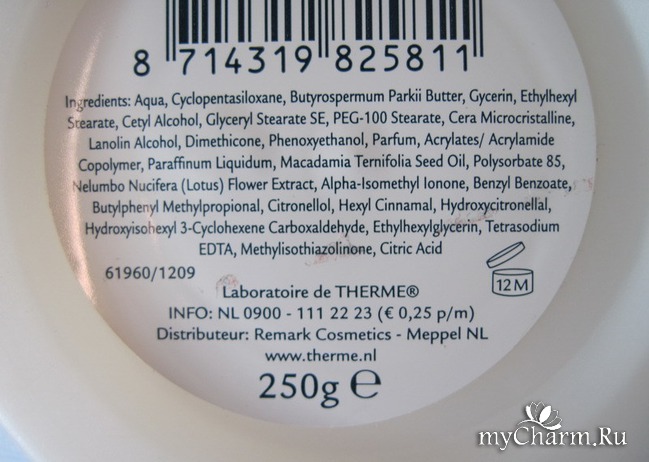 8 714319 825811
Ingredients: Aqua, Cyclopentasiloxane, Butyrospermum Parkii Butter, Gycerin, Ethylhexyl
Stearate, Cetyl Alcohol, Glyceryl Stearate SE, PEG-100 Stearate, Cera Microcristalline,
Lanolin Alcohol, Dimethicone, Phenoxyethanol, Parfum, Acrylates/ Acrylamide
Copolymer, Paraffinum Liquidum, Macadamia Ternifolia Seed Oil, Polysorbate 85,
Nelumbo Nucifera (Lotus) Flower Extract, Alpha-Isomethyl Ionone, Benzyl Benzoate,
Butylphenyl Methylpropional, Citronellol, Hexyl Cinnamal, Hydroxycitronellal,
Hydroxyisohexyl 3-Cyclohexene Carboxaldehyde, Ethylhexylglycerin, Tetrasodium
EDTA, Methylisothiazolinone, Citric Acid
61960/1209
12 M
Laboratoire de THERME®
INFO: NL 0900 - 111 22 23 (€ 0,25 p/m)
Distributeur: Remark Cosmetics - Meppel NL
www.therme.nl
250g ℮
myCharm.Ru